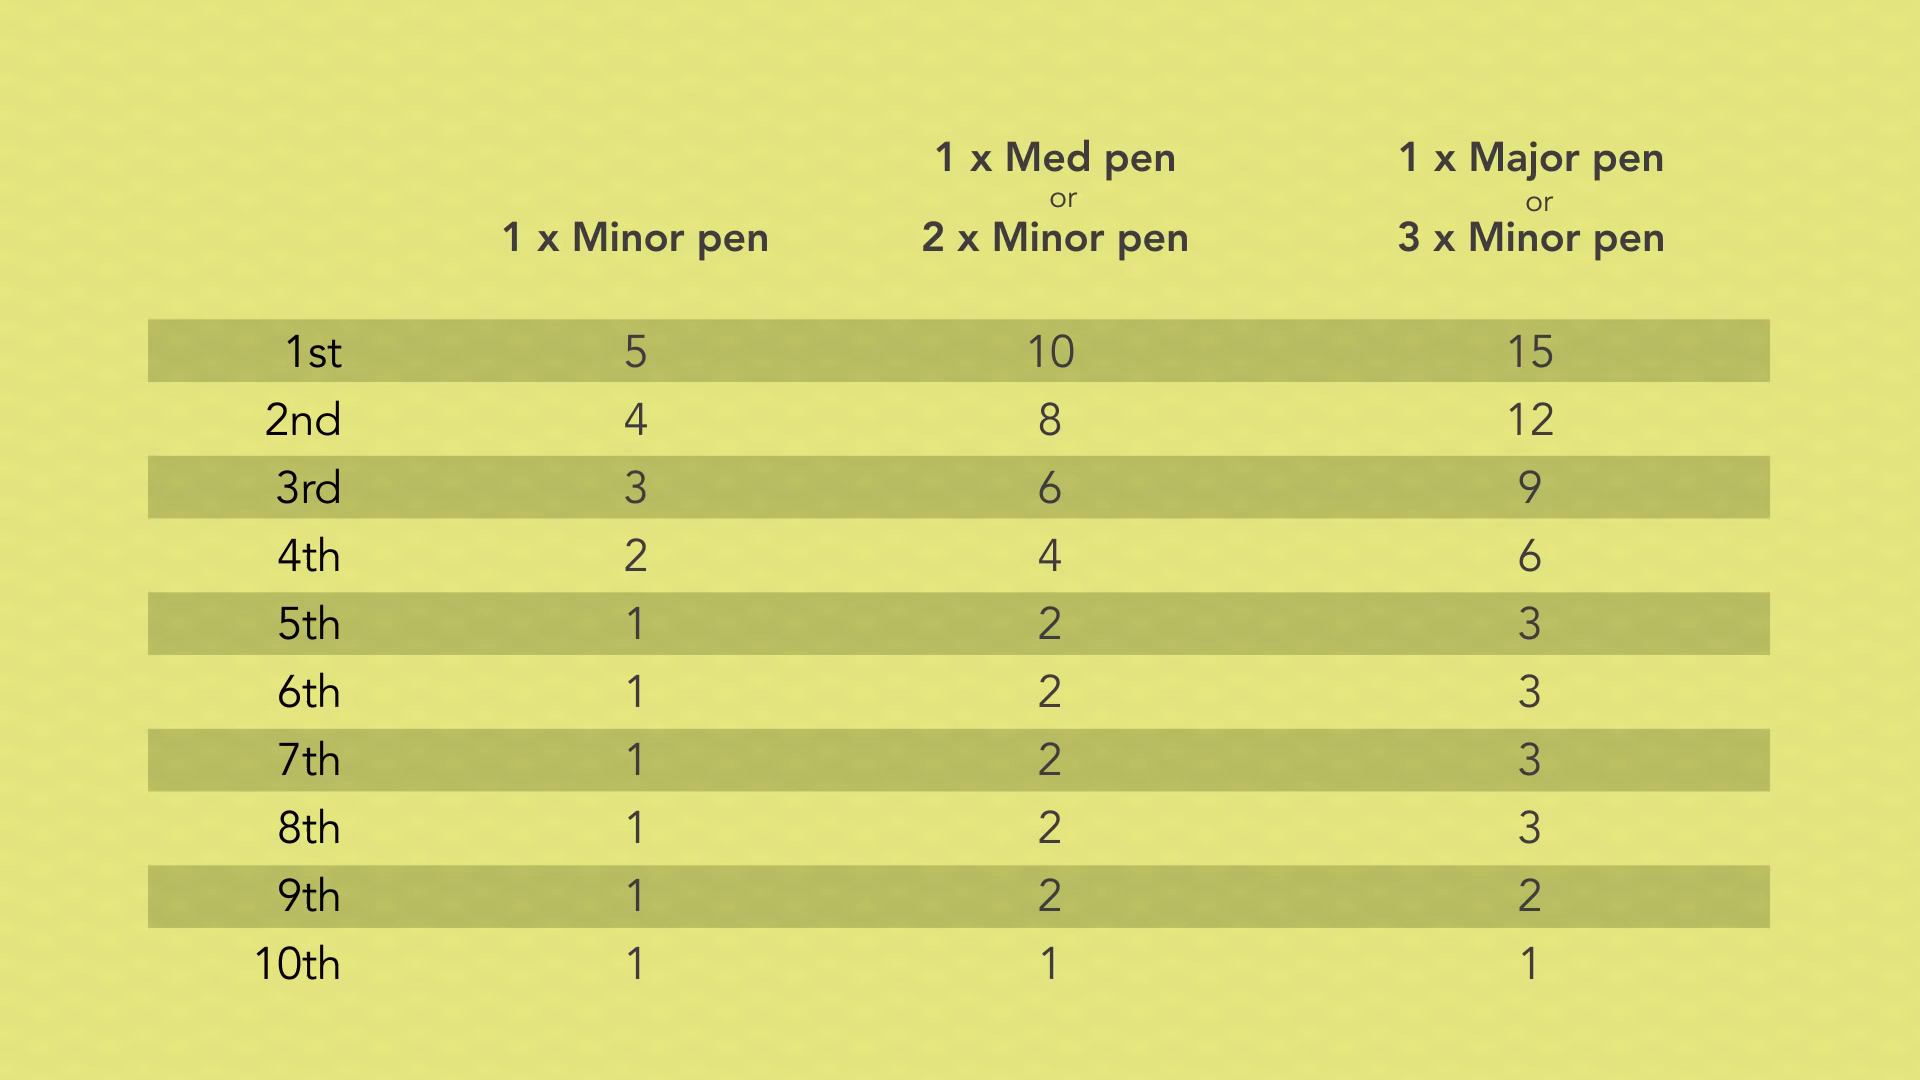 1 x Minor pen
1 x Med pen
or
2 x Minor pen
1 x Major pen
or
3 x Minor pen
1st 5 10 15
2nd 4 8 12
3rd 3 6 9
4th 2 4 6
5th 1 2 3
6th 1 2 3
7th 1 2 3
8th 1 2 3
9th 1 2 2
10th 1 1 1